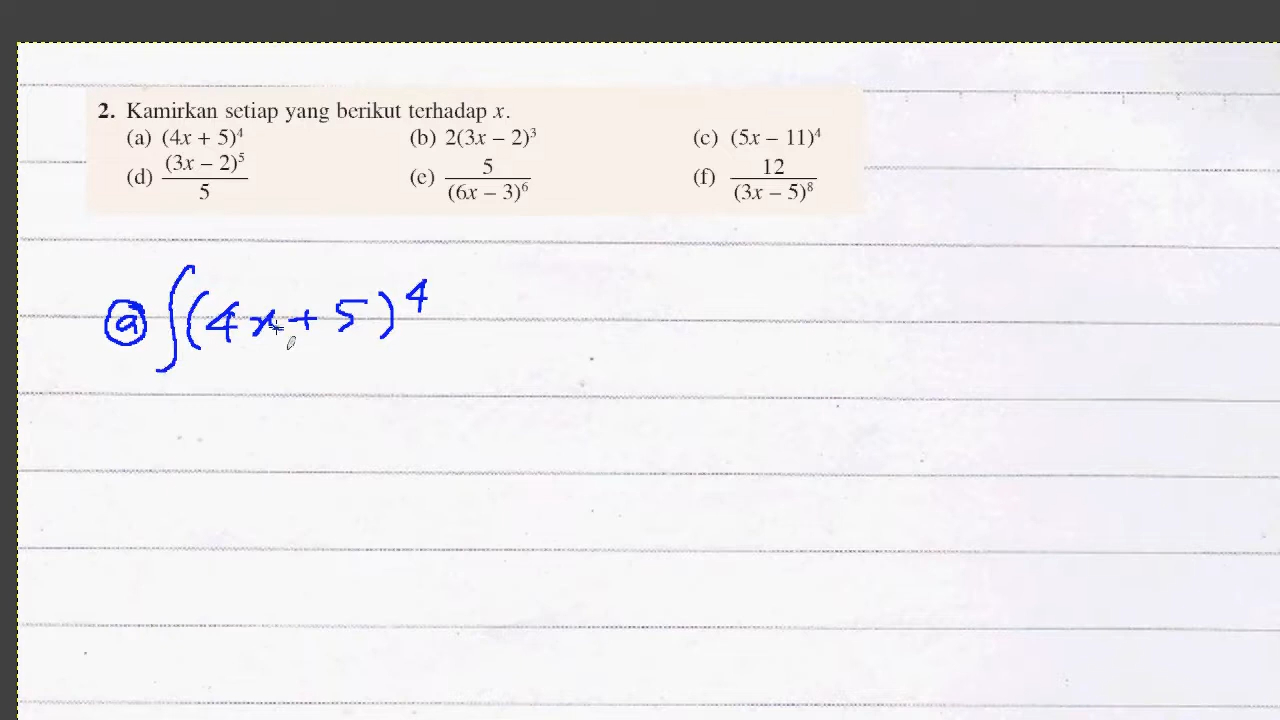 2. Kamirkan setiap yang berikut terhadap x.
(a) (4x + 5)⁴ (b) 2(3x – 2)³ (c) (5x – 11)⁴
(d) (3x – 2)⁵/5 (e) 5/(6x – 3)⁶ (f) 12/(3x – 5)⁸
ⓐ ∫(4x + 5)⁴